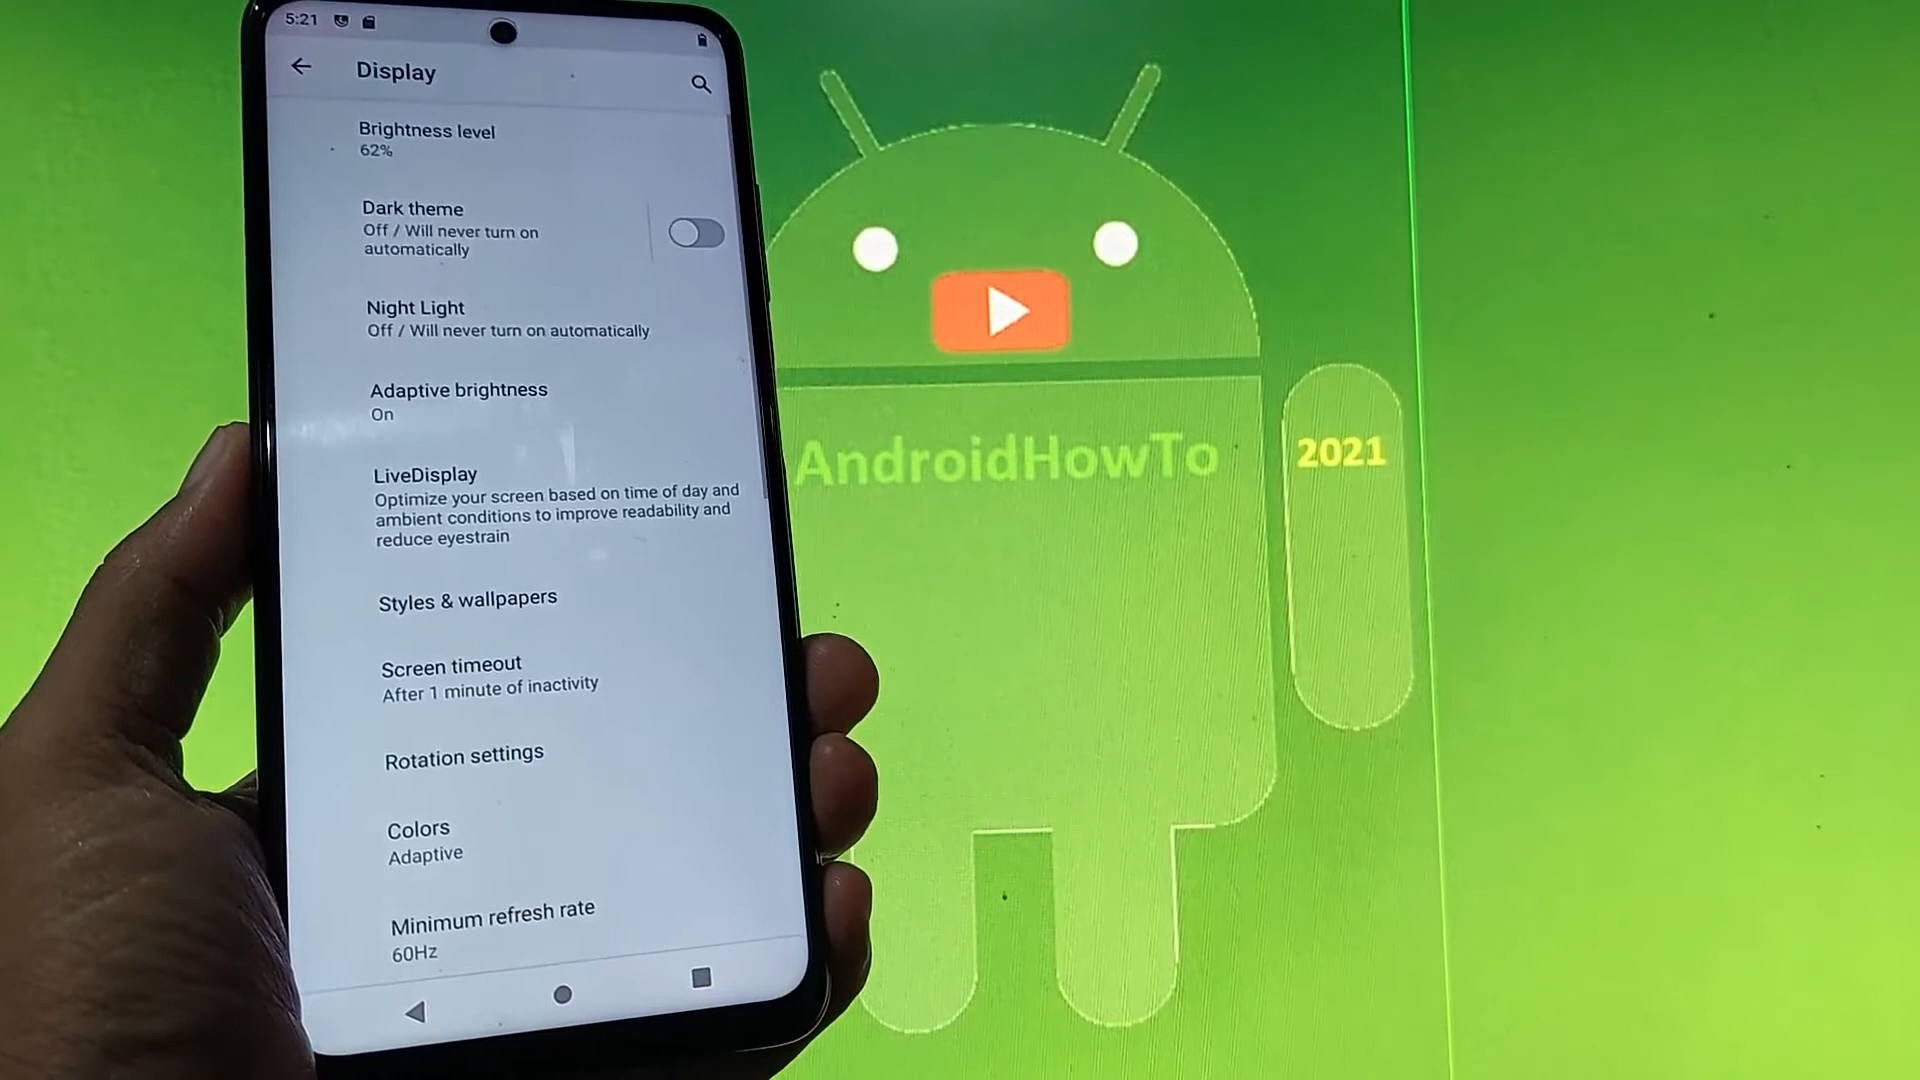 5:21
Display
Brightness level
62%
Dark theme
Off / Will never turn on
automatically
Night Light
Off / Will never turn on automatically
Adaptive brightness
On
LiveDisplay
Optimize your screen based on time of day and
ambient conditions to improve readability and
reduce eyestrain
Styles & wallpapers
Screen timeout
After 1 minute of inactivity
Rotation settings
Colors
Adaptive
Minimum refresh rate
60Hz
AndroidHowTo
2021